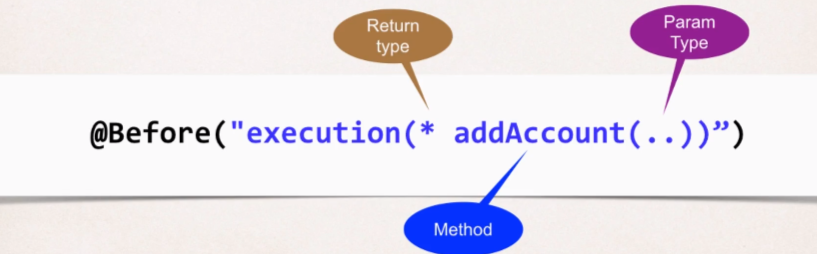 Return
type
Param
Type
@Before("execution(* addAccount(..))”)
Method